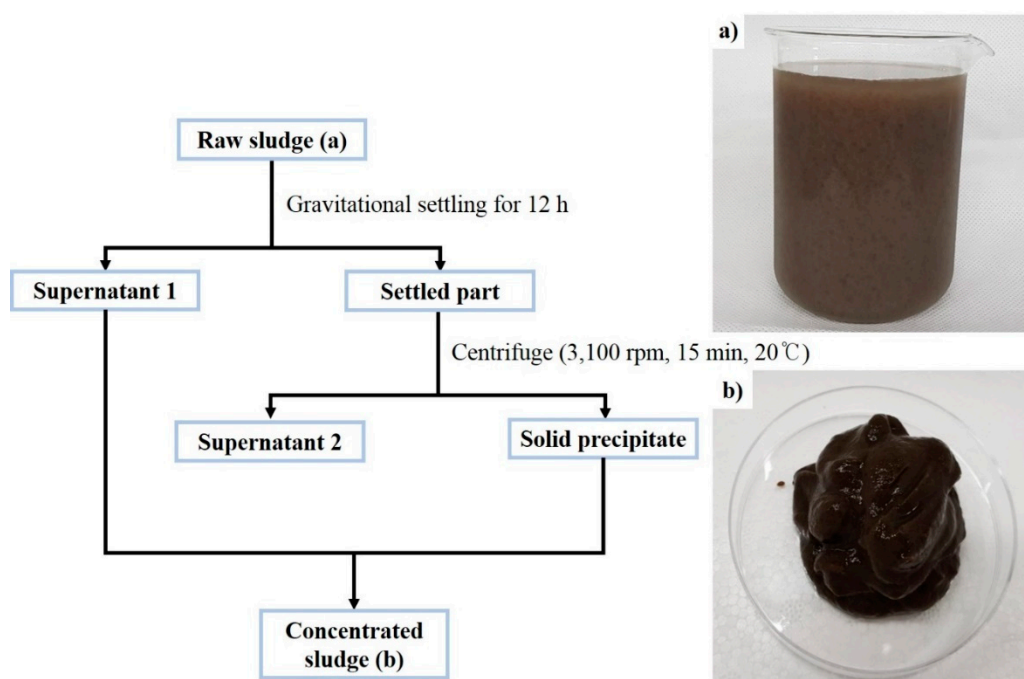 a)
Raw sludge (a)
Gravitational settling for 12 h
Supernatant 1
Settled part
Centrifuge (3,100 rpm, 15 min, 20℃)
b)
Supernatant 2
Solid precipitate
Concentrated
sludge (b)